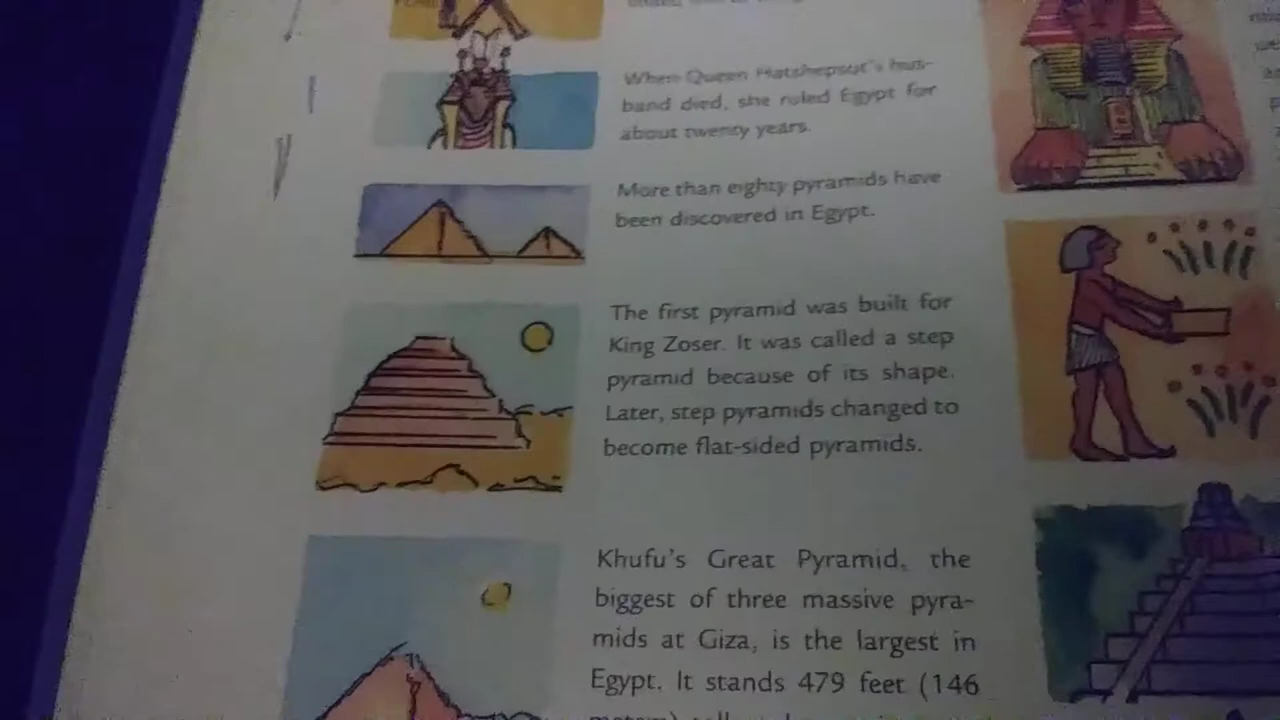 When Queen Hatshepsut's hus-
band died, she ruled Egypt for
about twenty years.
More than eighty pyramids have
been discovered in Egypt.
The first pyramid was built for
King Zoser. It was called a step
pyramid because of its shape.
Later, step pyramids changed to
become flat-sided pyramids.
Khufu's Great Pyramid, the
biggest of three massive pyra-
mids at Giza, is the largest in
Egypt. It stands 479 feet (146